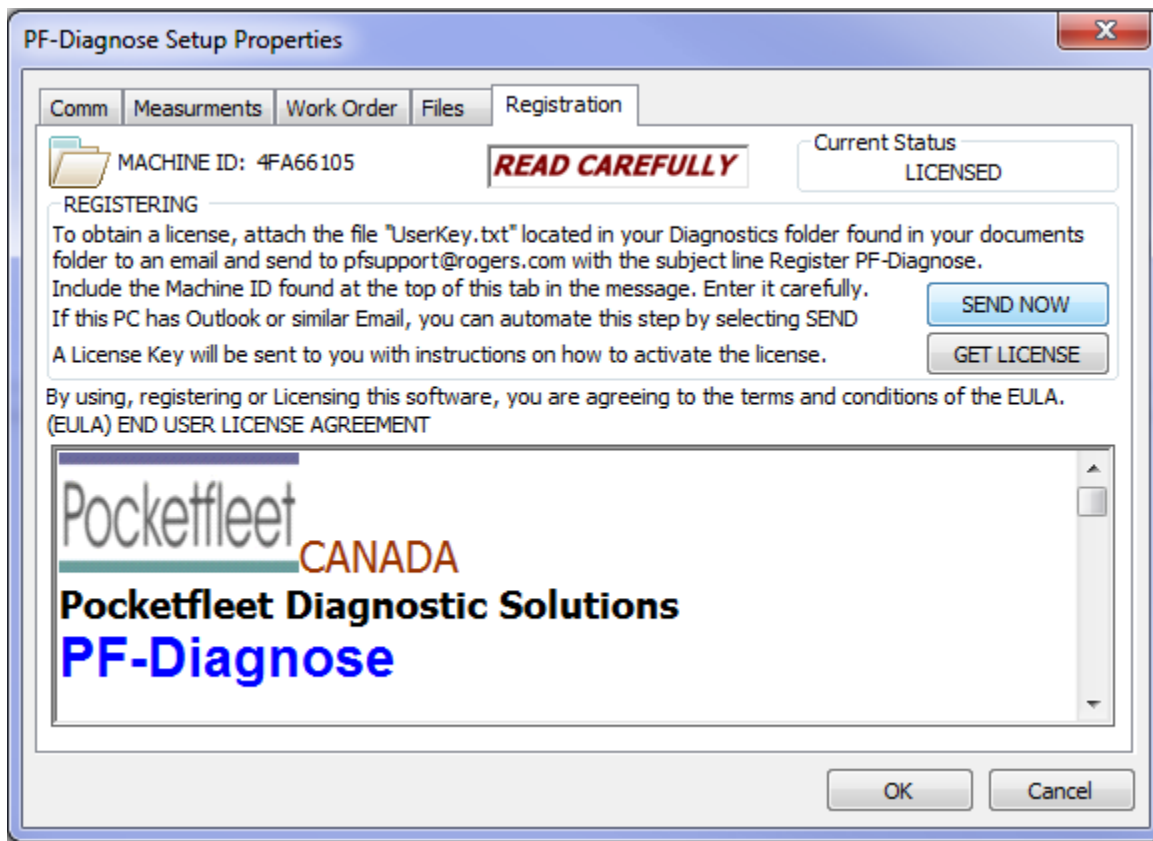 PF-Diagnose Setup Properties
Comm Measurments Work Order Files Registration
MACHINE ID: 4FA66105
READ CAREFULLY
Current Status
LICENSED
REGISTERING
To obtain a license, attach the file "UserKey.txt" located in your Diagnostics folder found in your documents
folder to an email and send to pfsupport@rogers.com with the subject line Register PF-Diagnose.
Include the Machine ID found at the top of this tab in the message. Enter it carefully.
If this PC has Outlook or similar Email, you can automate this step by selecting SEND
SEND NOW
A License Key will be sent to you with instructions on how to activate the license.
GET LICENSE
By using, registering or Licensing this software, you are agreeing to the terms and conditions of the EULA.
(EULA) END USER LICENSE AGREEMENT
Pocketfleet
CANADA
Pocketfleet Diagnostic Solutions
PF-Diagnose
OK Cancel